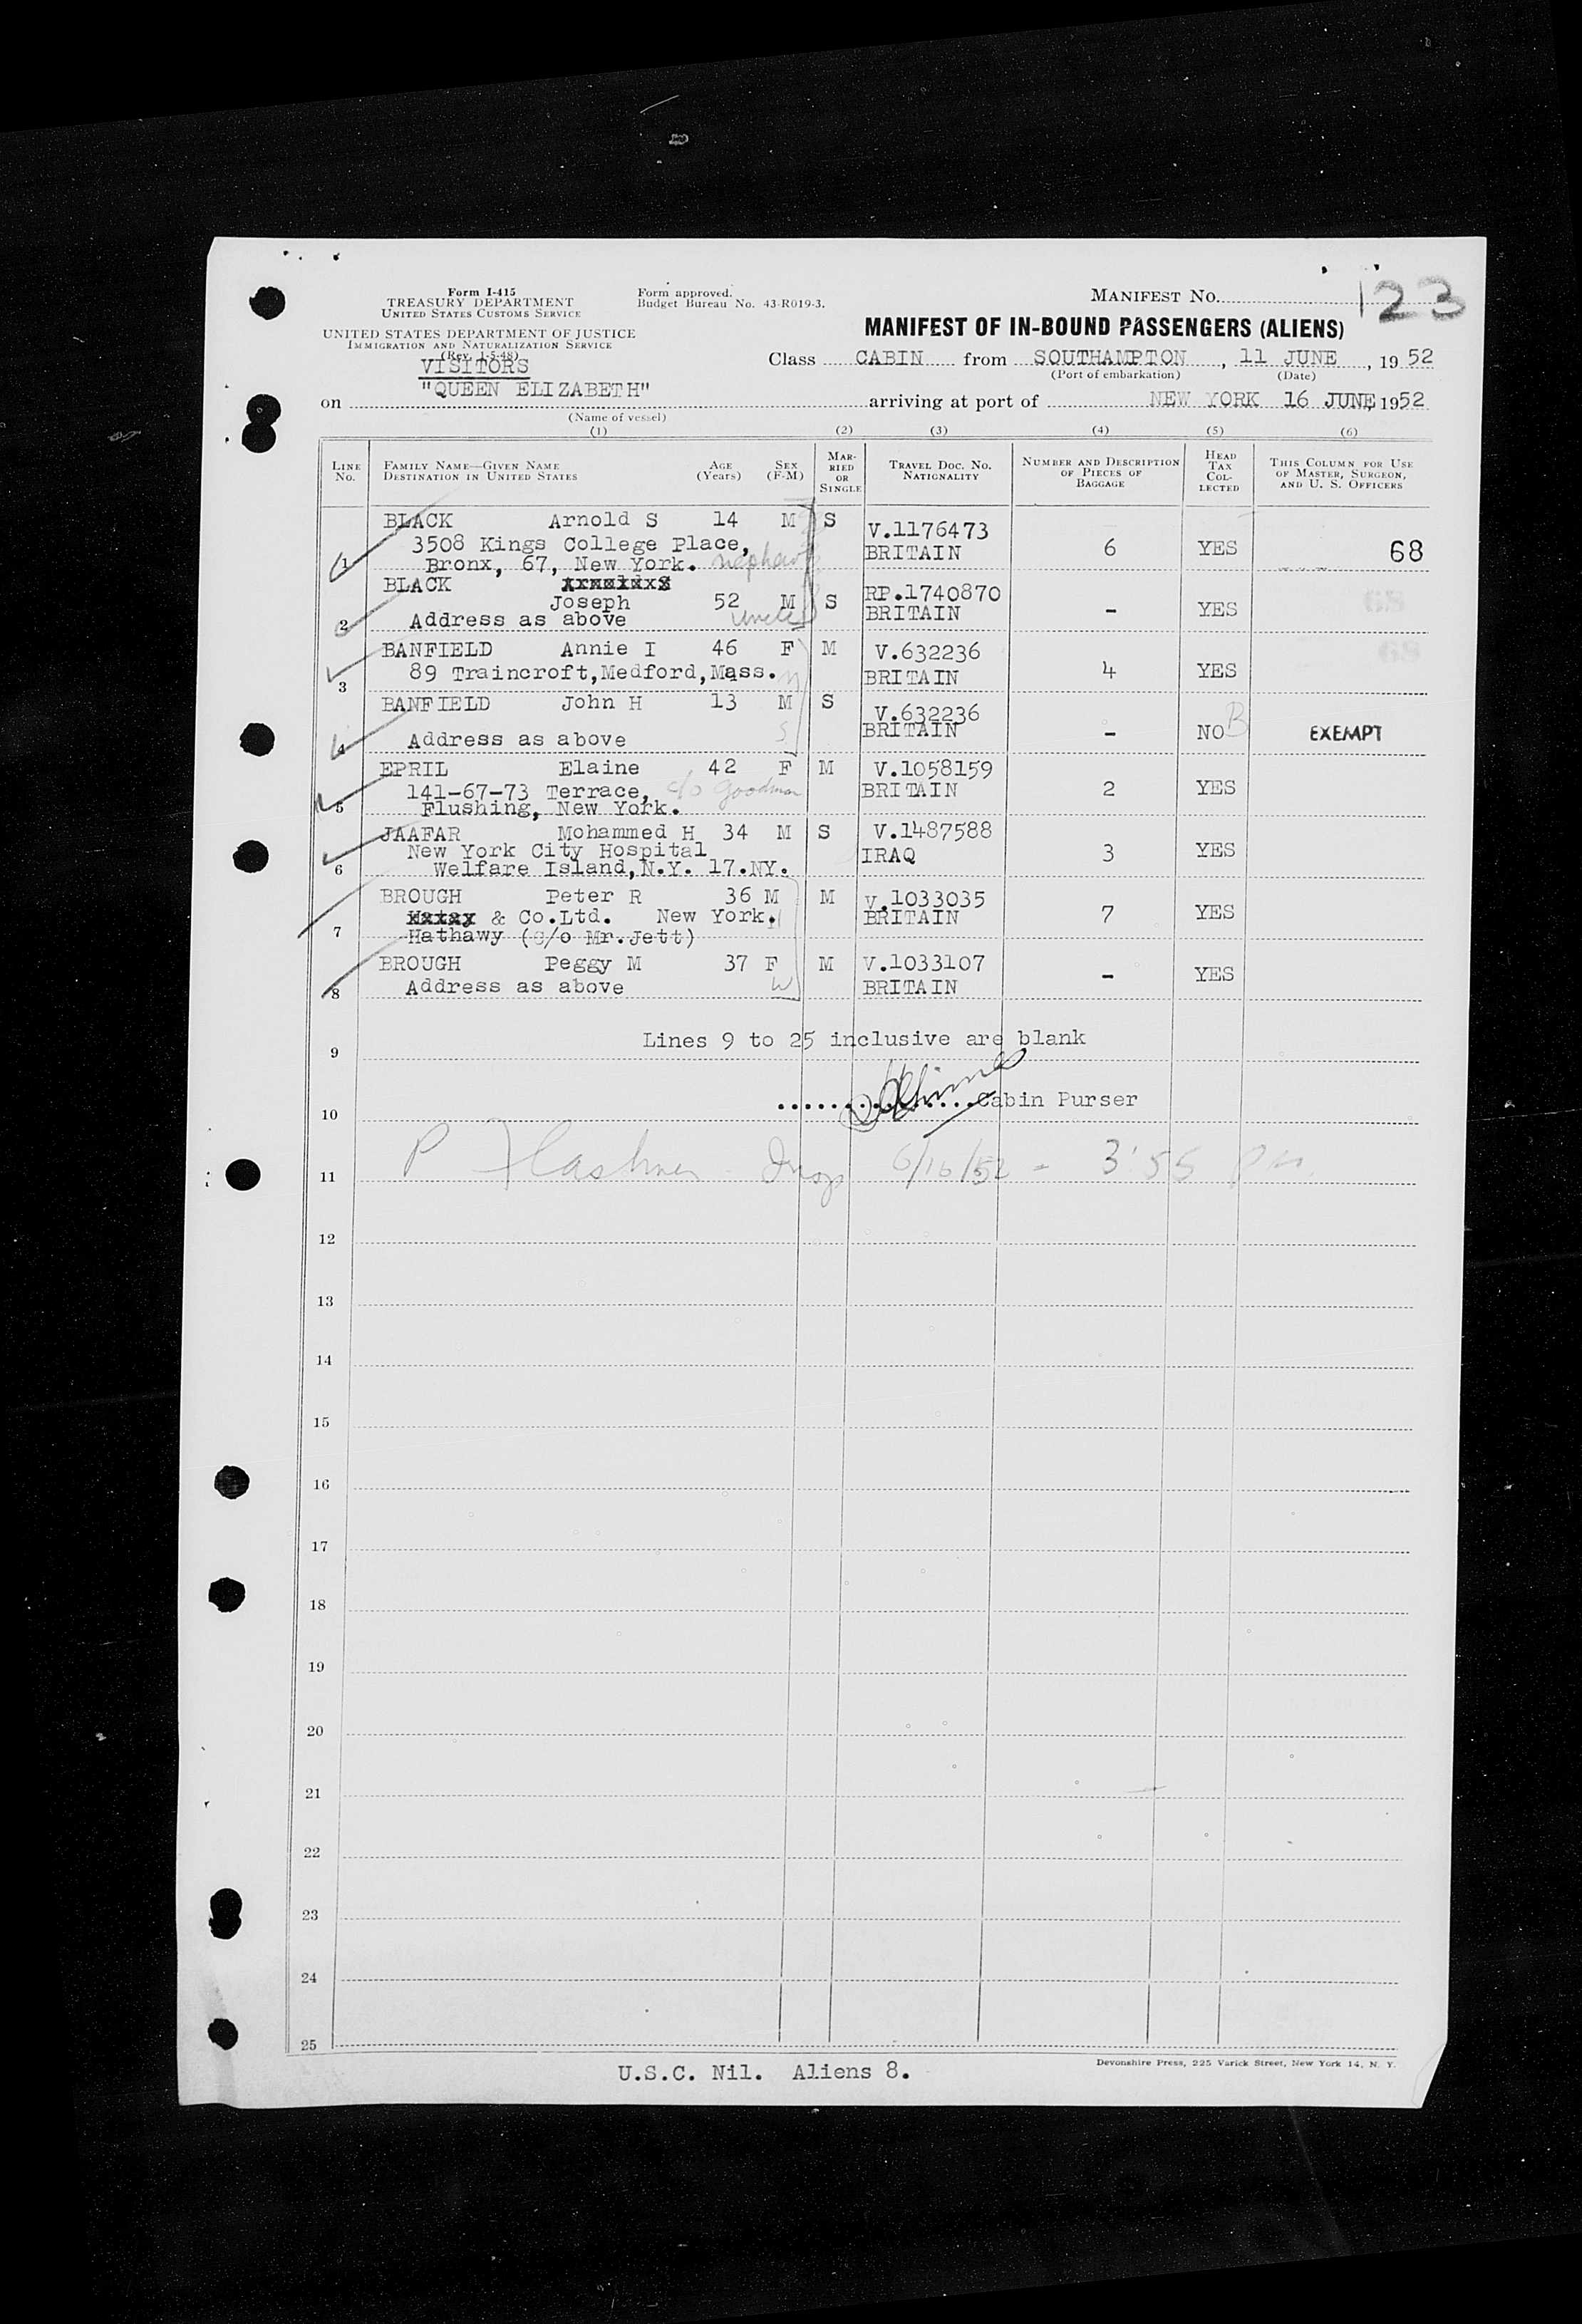 Form I-415
TREASURY DEPARTMENT
UNITED STATES CUSTOMS SERVICE
Form approved.
Budget Bureau No. 43-R019-3.
MANIFEST No. 123
UNITED STATES DEPARTMENT OF JUSTICE
IMMIGRATION AND NATURALIZATION SERVICE
(Rev. 1-5-48)
MANIFEST OF IN-BOUND PASSENGERS (ALIENS)
VISITORS
Class CABIN from SOUTHAMPTON, 11 JUNE, 1952
(Port of embarkation) (Date)
on "QUEEN ELIZABETH" arriving at port of NEW YORK 16 JUNE, 1952
(Name of vessel)
(1) (2) (3) (4) (5) (6)
LINE No. FAMILY NAME—GIVEN NAME DESTINATION IN UNITED STATES AGE (Years) SEX (F-M) MARRIED OR SINGLE TRAVEL DOC. NO. NATIONALITY NUMBER AND DESCRIPTION OF PIECES OF BAGGAGE HEAD TAX COLLECTED THIS COLUMN FOR USE OF MASTER, SURGEON, AND U. S. OFFICERS
BLACK Arnold S 14 M S V.1176473
3508 Kings College Place, BRITAIN 6 YES 68
1 Bronx, 67, New York. nephew
BLACK Arnold S RP.1740870
Joseph 52 M S BRITAIN - YES 68
2 Address as above uncle
BANFIELD Annie I 46 F M V.632236 68
89 Traincroft,Medford,Mass. m BRITAIN 4 YES
3
BANFIELD John H 13 M S V.632236
BRITAIN - NO B EXEMPT
4 Address as above S
EPRIL Elaine 42 F M V.1058159
141-67-73 Terrace, c/o Goodman BRITAIN 2 YES
5 Flushing, New York.
JAAFAR Mohammed H 34 M S V.1487588
New York City Hospital IRAQ 3 YES
6 Welfare Island,N.Y. 17.NY.
BROUGH Peter R 36 M M V.1033035
& Co.Ltd. New York. H BRITAIN 7 YES
7 Hathawy (C/o Mr.Jett)
BROUGH Peggy M 37 F M V.1033107
8 Address as above W BRITAIN - YES
9 Lines 9 to 25 inclusive are blank
10 Cabin Purser
11 P Flashner Insp 6/16/52 - 3:55 PM.
12
13
14
15
16
17
18
19
20
21
22
23
24
25
U.S.C. Nil. Aliens 8.
Devonshire Press, 225 Varick Street, New York 14, N. Y.